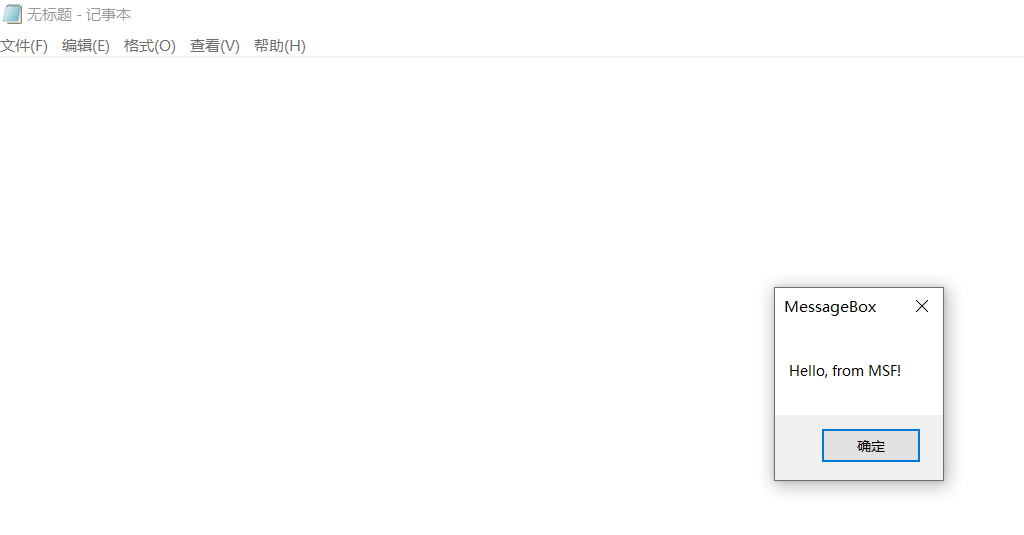 无标题 - 记事本
文件(F) 编辑(E) 格式(O) 查看(V) 帮助(H)
MessageBox
Hello, from MSF!
确定